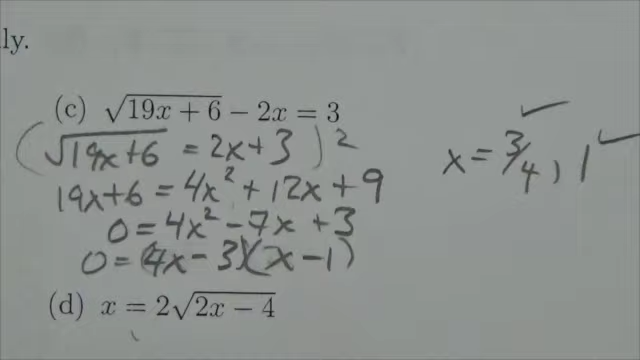 ly.
(c) √(19x + 6) − 2x = 3
(√(19x+6) = 2x+3)²
19x+6 = 4x² + 12x + 9
0 = 4x² − 7x + 3
0 = (4x − 3)(x − 1)
x = 3/4, 1
(d) x = 2√(2x − 4)